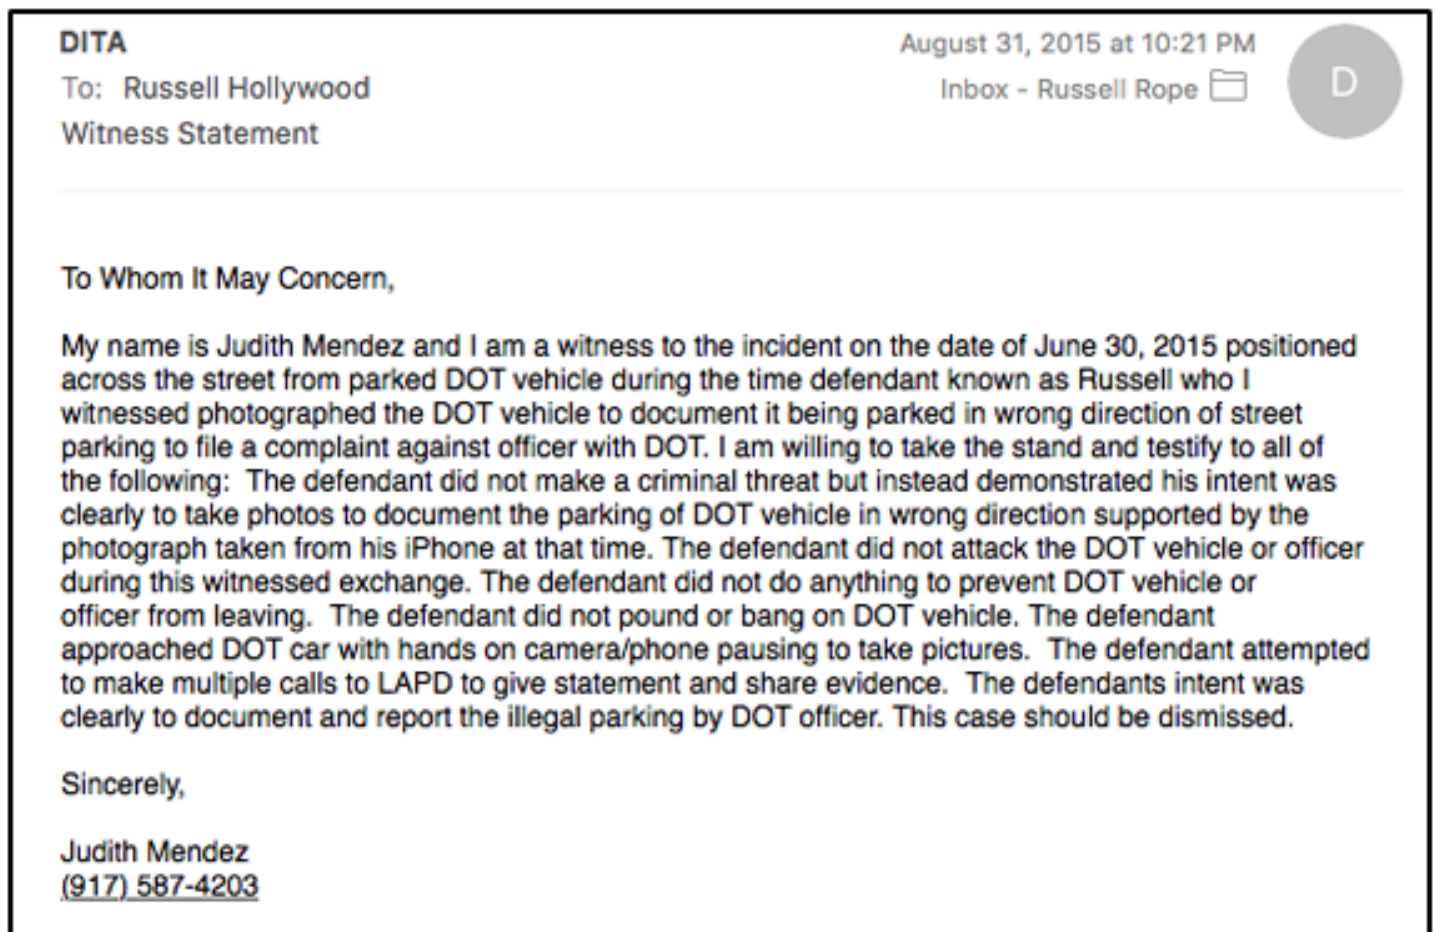 DITA
August 31, 2015 at 10:21 PM
D
To: Russell Hollywood
Inbox - Russell Rope
Witness Statement
To Whom It May Concern,
My name is Judith Mendez and I am a witness to the incident on the date of June 30, 2015 positioned
across the street from parked DOT vehicle during the time defendant known as Russell who I
witnessed photographed the DOT vehicle to document it being parked in wrong direction of street
parking to file a complaint against officer with DOT. I am willing to take the stand and testify to all of
the following:  The defendant did not make a criminal threat but instead demonstrated his intent was
clearly to take photos to document the parking of DOT vehicle in wrong direction supported by the
photograph taken from his iPhone at that time. The defendant did not attack the DOT vehicle or officer
during this witnessed exchange. The defendant did not do anything to prevent DOT vehicle or
officer from leaving.  The defendant did not pound or bang on DOT vehicle. The defendant
approached DOT car with hands on camera/phone pausing to take pictures.  The defendant attempted
to make multiple calls to LAPD to give statement and share evidence.  The defendants intent was
clearly to document and report the illegal parking by DOT officer. This case should be dismissed.
Sincerely,
Judith Mendez
(917) 587-4203